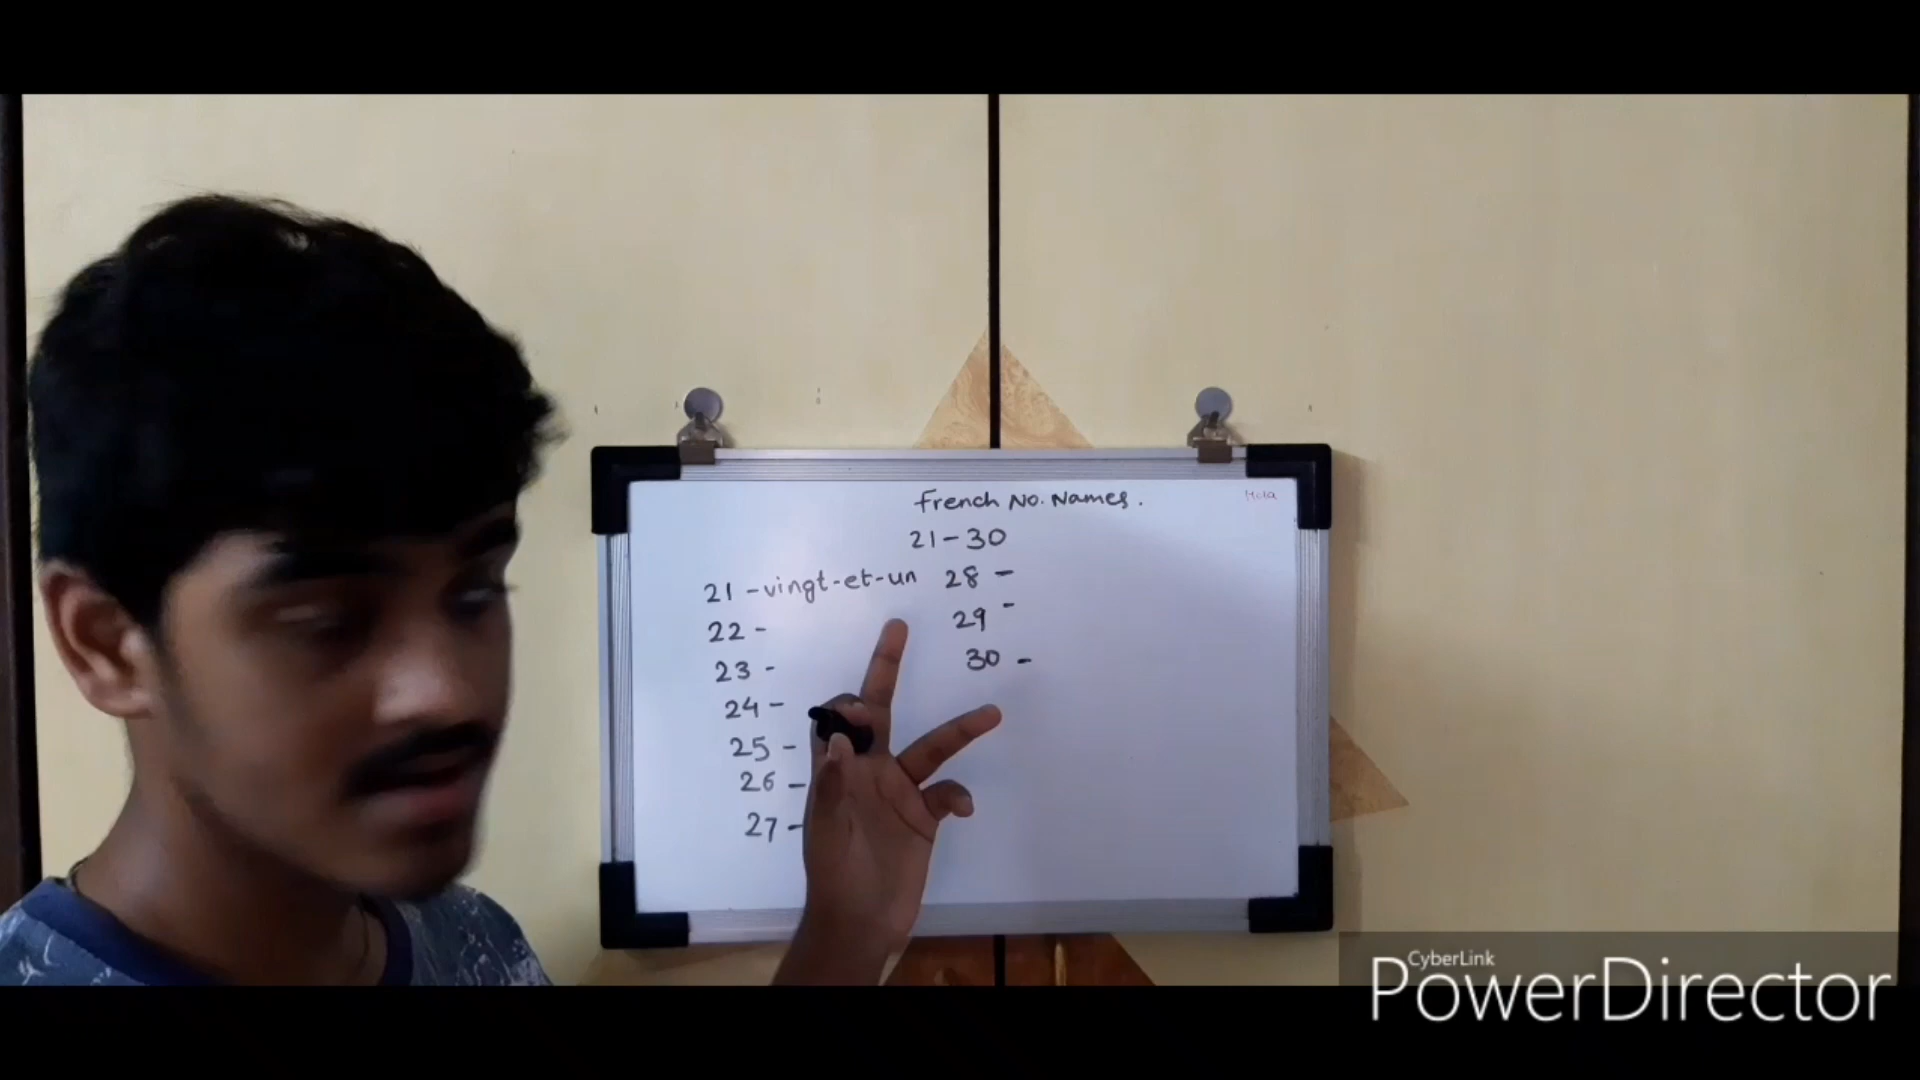 French No. Names.
Hola
21-30
21 - vingt-et-un
22 -
23 -
24 -
25 -
26 -
27 -
28 -
29 -
30 -
CyberLink
PowerDirector